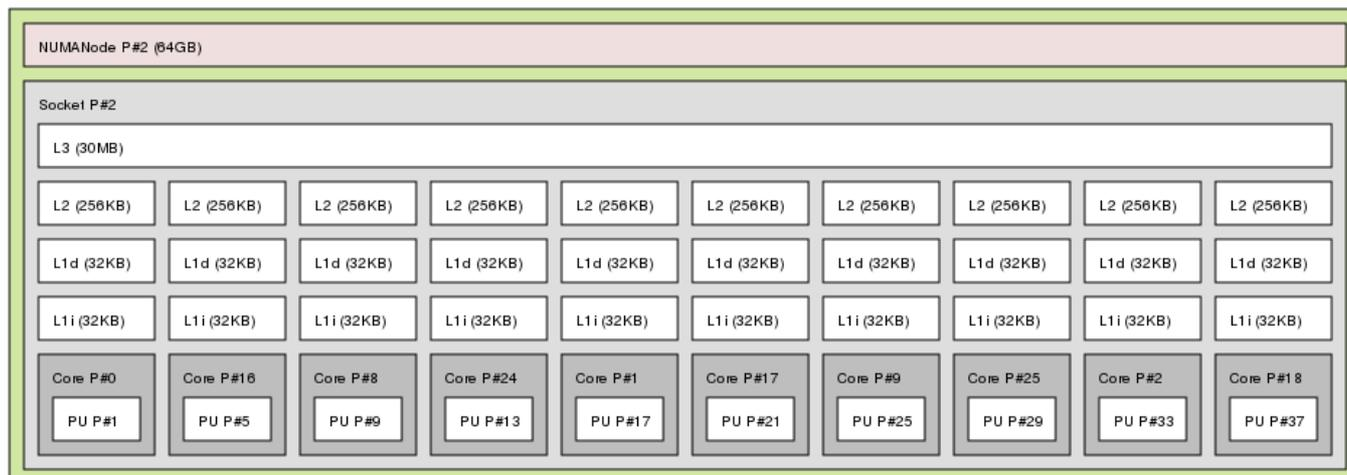 NUMANode P#2 (64GB)
Socket P#2
L3 (30MB)
L2 (256KB) L2 (256KB) L2 (256KB) L2 (256KB) L2 (256KB) L2 (256KB) L2 (256KB) L2 (256KB) L2 (256KB) L2 (256KB)
L1d (32KB) L1d (32KB) L1d (32KB) L1d (32KB) L1d (32KB) L1d (32KB) L1d (32KB) L1d (32KB) L1d (32KB) L1d (32KB)
L1i (32KB) L1i (32KB) L1i (32KB) L1i (32KB) L1i (32KB) L1i (32KB) L1i (32KB) L1i (32KB) L1i (32KB) L1i (32KB)
Core P#0 Core P#16 Core P#8 Core P#24 Core P#1 Core P#17 Core P#9 Core P#25 Core P#2 Core P#18
PU P#1 PU P#5 PU P#9 PU P#13 PU P#17 PU P#21 PU P#25 PU P#29 PU P#33 PU P#37